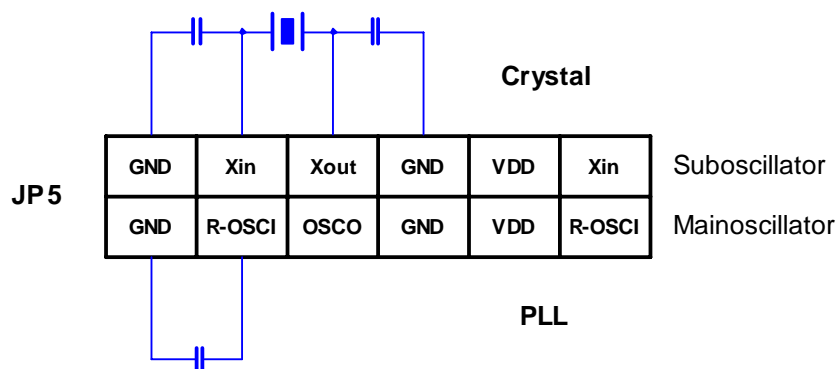 Crystal
GND Xin Xout GND VDD Xin Suboscillator
JP5
GND R-OSCI OSCO GND VDD R-OSCI Mainoscillator
PLL